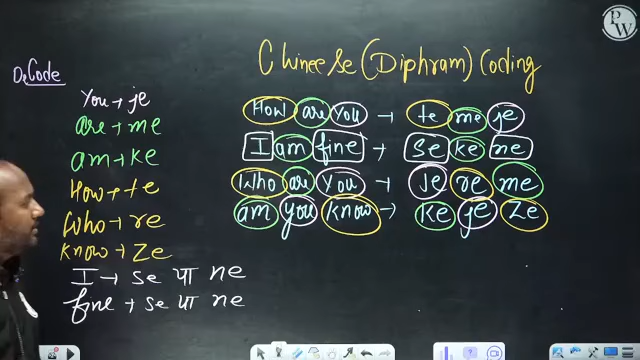 Chineese (Diphram) Coding
PW
DeCode
You → je
are → me
am → ke
How → te
Who → re
know → ze
I → se या ne
fine → se या ne
How are you → te me je
I am fine → se ke ne
Who are you → je re me
am you know → ke je ze